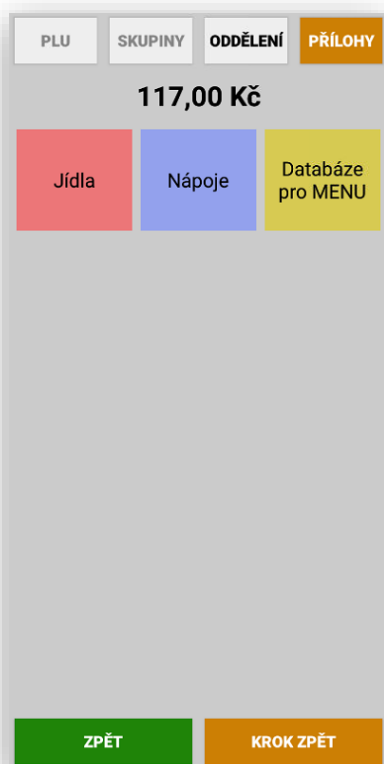 PLU SKUPINY ODDĚLENÍ PŘÍLOHY
117,00 Kč
Jídla Nápoje Databáze
pro MENU
ZPĚT KROK ZPĚT